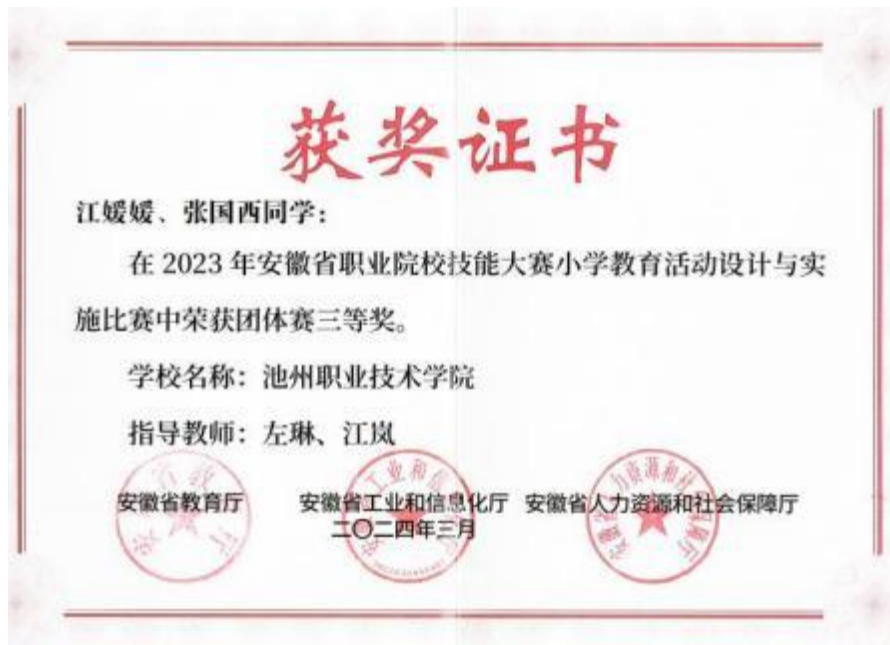 获奖证书
江媛媛、张国西同学：
在 2023 年安徽省职业院校技能大赛小学教育活动设计与实
施比赛中荣获团体赛三等奖。
学校名称：池州职业技术学院
指导教师：左琳、江岚
安徽省教育厅 安徽省工业和信息化厅 安徽省人力资源和社会保障厅
二〇二四年三月